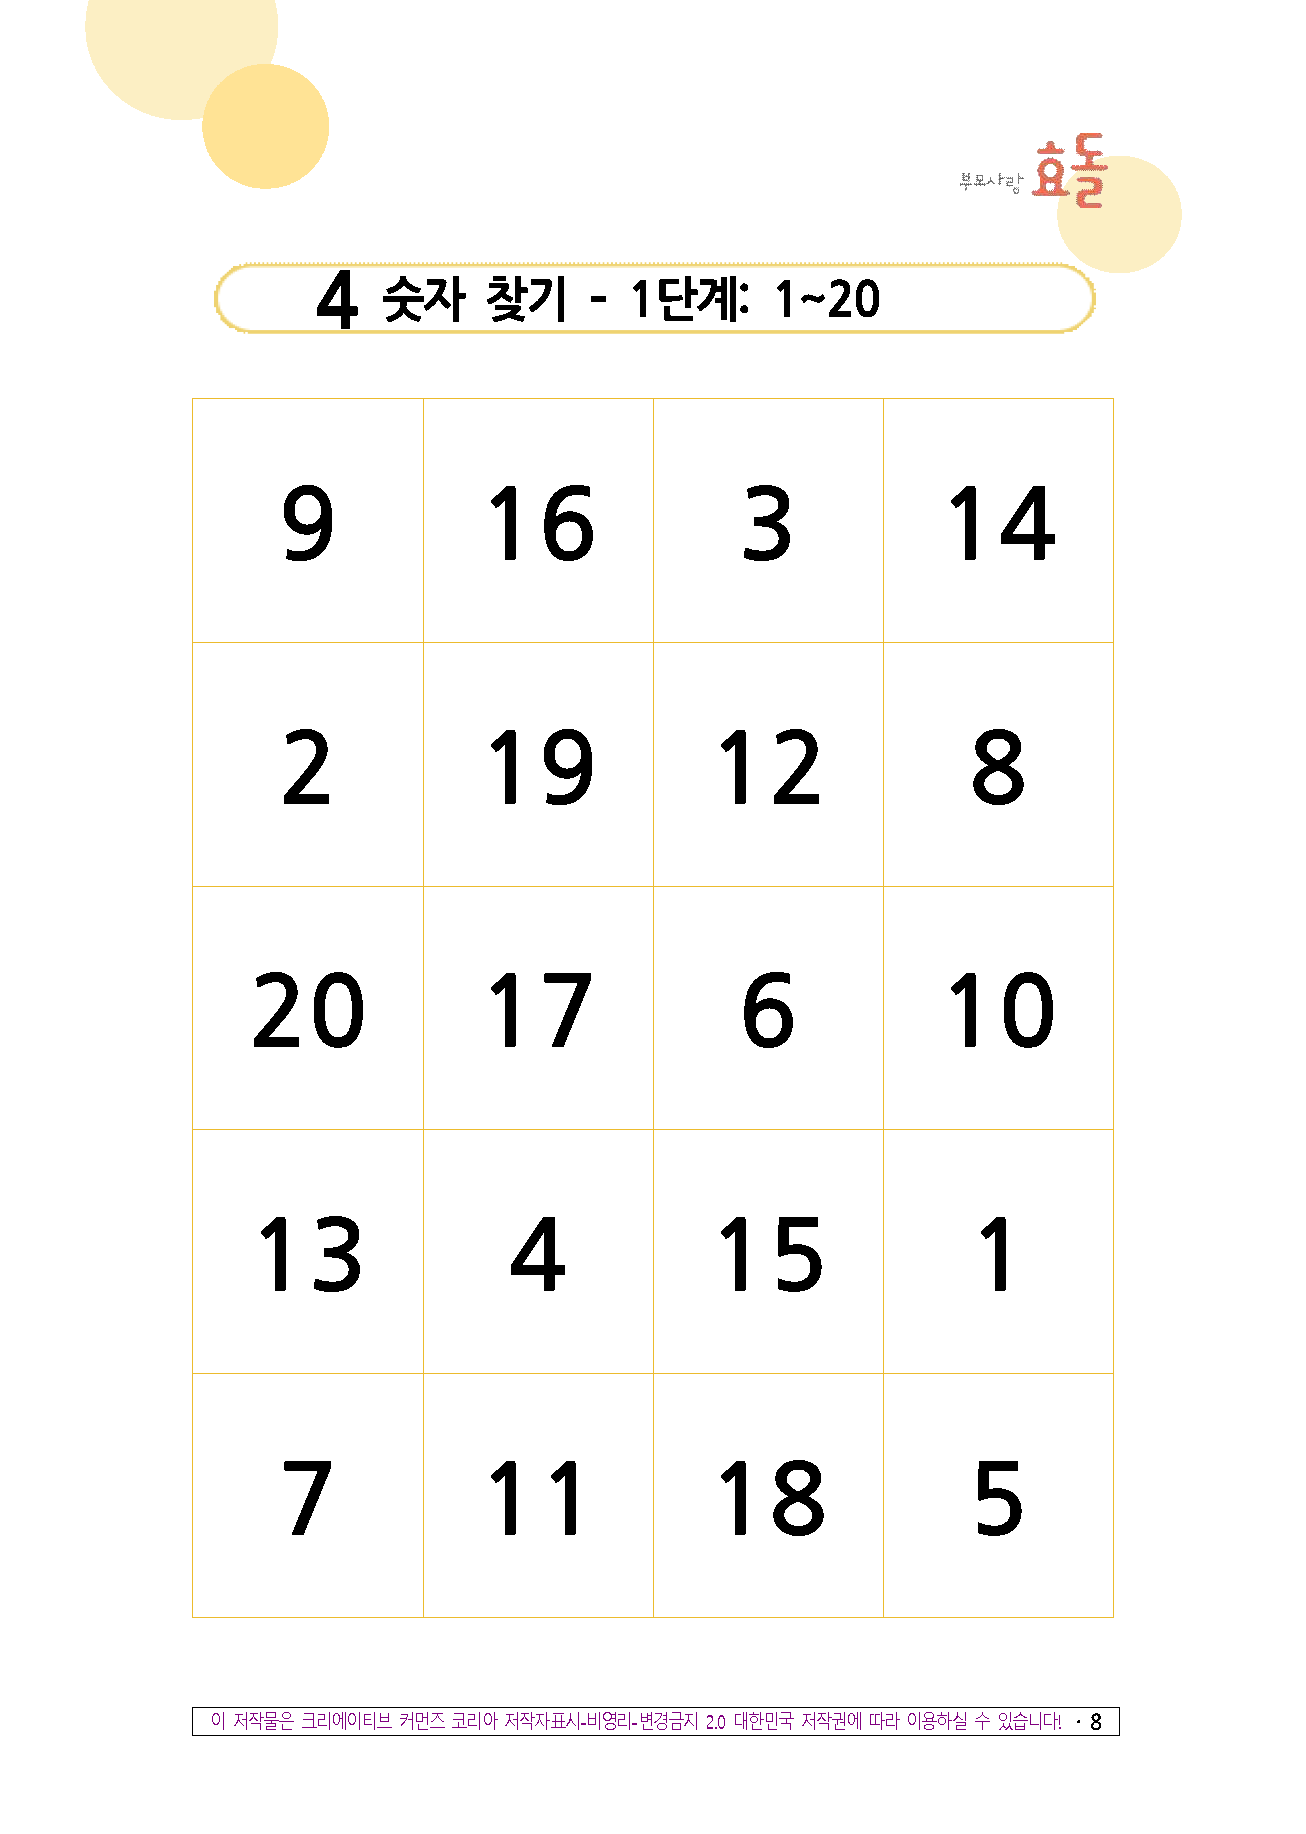 부모사랑 효돌
4 숫자 찾기 - 1단계: 1~20
9 16 3 14
2 19 12 8
20 17 6 10
13 4 15 1
7 11 18 5
이 저작물은 크리에이티브 커먼즈 코리아 저작자표시-비영리-변경금지 2.0 대한민국 저작권에 따라 이용하실 수 있습니다! · 8